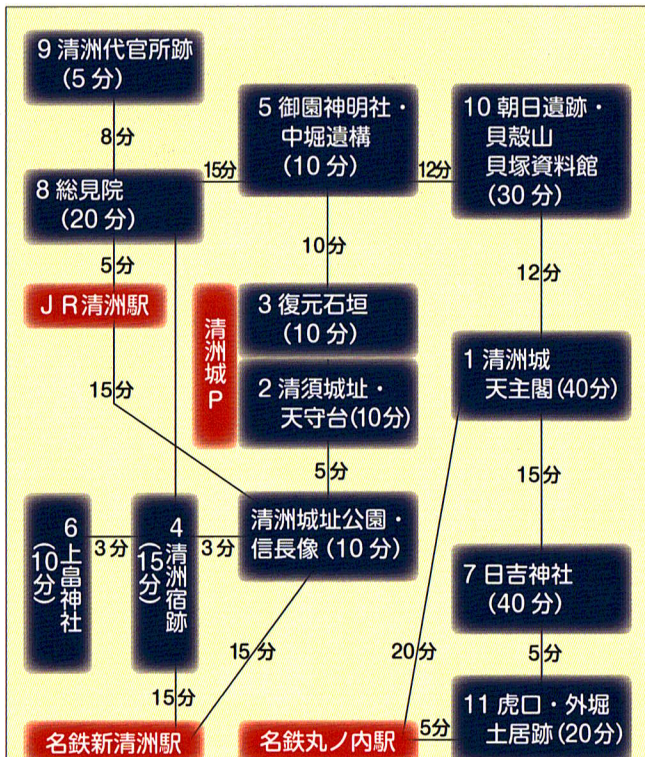 9 清洲代官所跡
(5分)
8分
8 総見院
(20分)
5分
JR清洲駅
15分
15分
5 御園神明社・
中堀遺構
(10分)
12分
10分
10 朝日遺跡・
貝殻山
貝塚資料館
(30分)
12分
清洲城P
3 復元石垣
(10分)
2 清須城址・
天守台(10分)
5分
1 清洲城
天主閣(40分)
15分
6 上畠神社
(10分)
3分
4 清洲宿跡
(15分)
3分
清洲城址公園・
信長像(10分)
7 日吉神社
(40分)
15分
20分
5分
15分
名鉄新清洲駅
名鉄丸ノ内駅
5分
11 虎口・外堀
土居跡(20分)